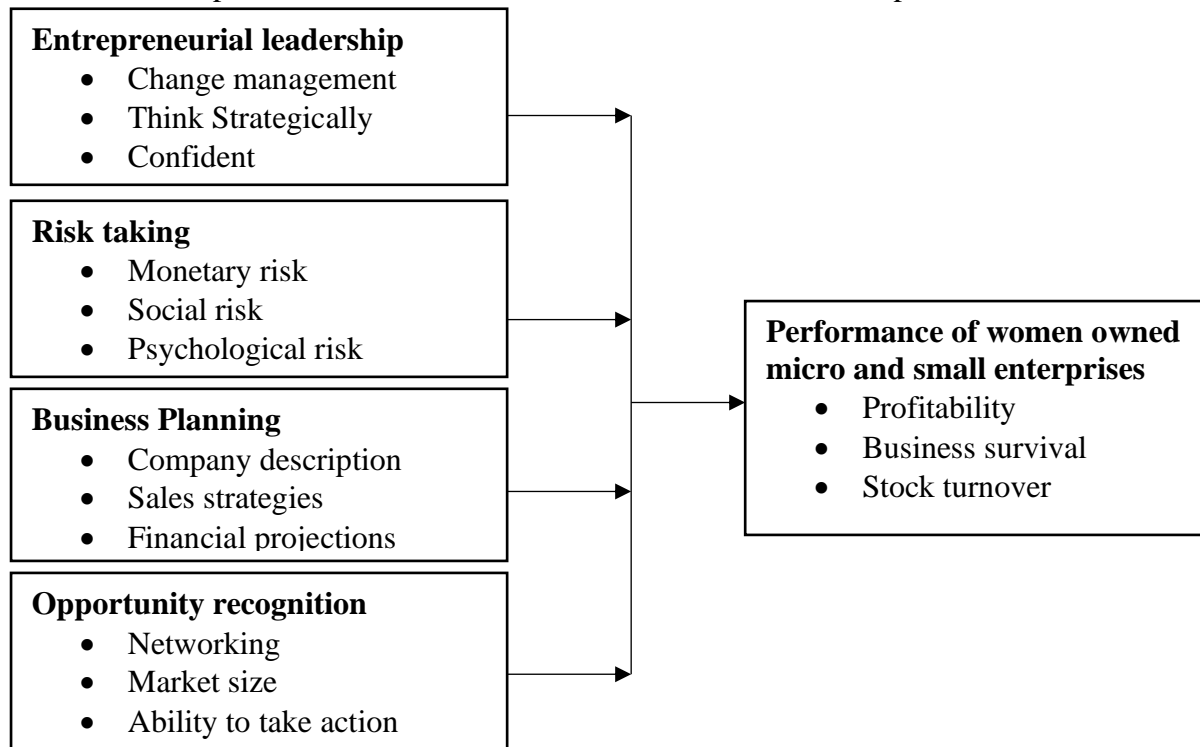 Entrepreneurial leadership
• Change management
• Think Strategically
• Confident
Risk taking
• Monetary risk
• Social risk
• Psychological risk
Business Planning
• Company description
• Sales strategies
• Financial projections
Opportunity recognition
• Networking
• Market size
• Ability to take action
Performance of women owned
micro and small enterprises
• Profitability
• Business survival
• Stock turnover